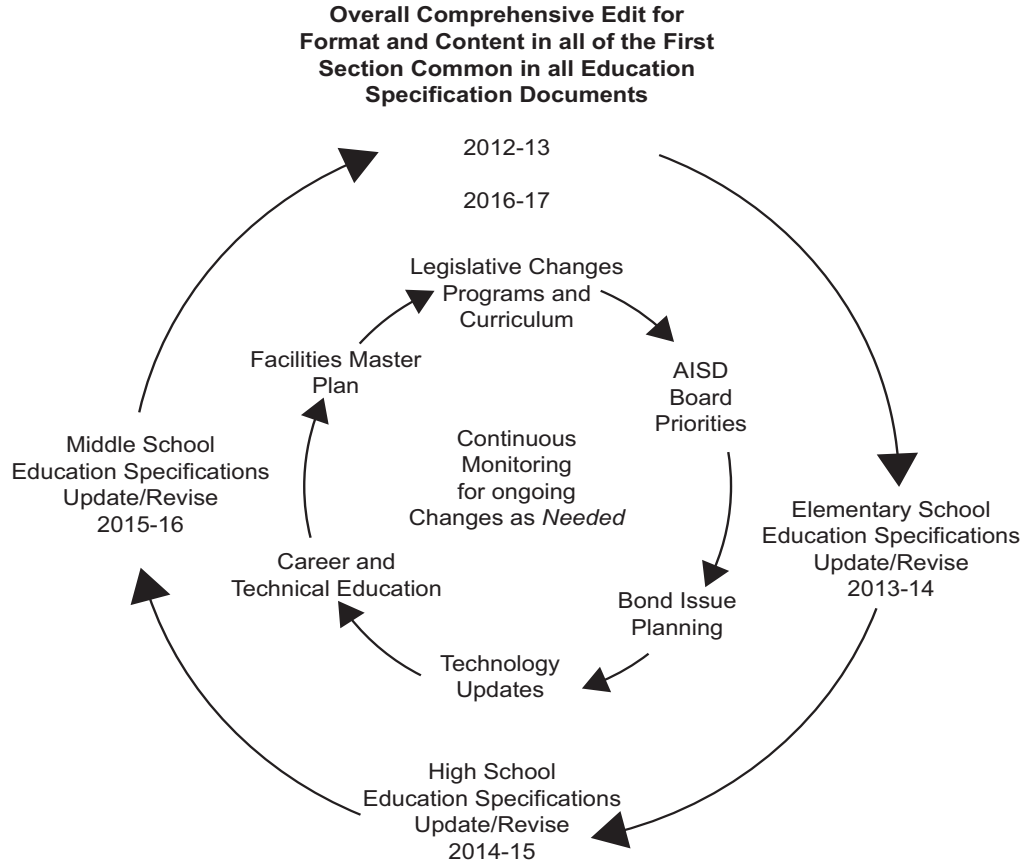 Overall Comprehensive Edit for
Format and Content in all of the First
Section Common in all Education
Specification Documents
2012-13
2016-17
Legislative Changes
Programs and
Curriculum
AISD
Board
Priorities
Bond Issue
Planning
Technology
Updates
Career and
Technical Education
Facilities Master
Plan
Continuous
Monitoring
for ongoing
Changes as Needed
Elementary School
Education Specifications
Update/Revise
2013-14
High School
Education Specifications
Update/Revise
2014-15
Middle School
Education Specifications
Update/Revise
2015-16